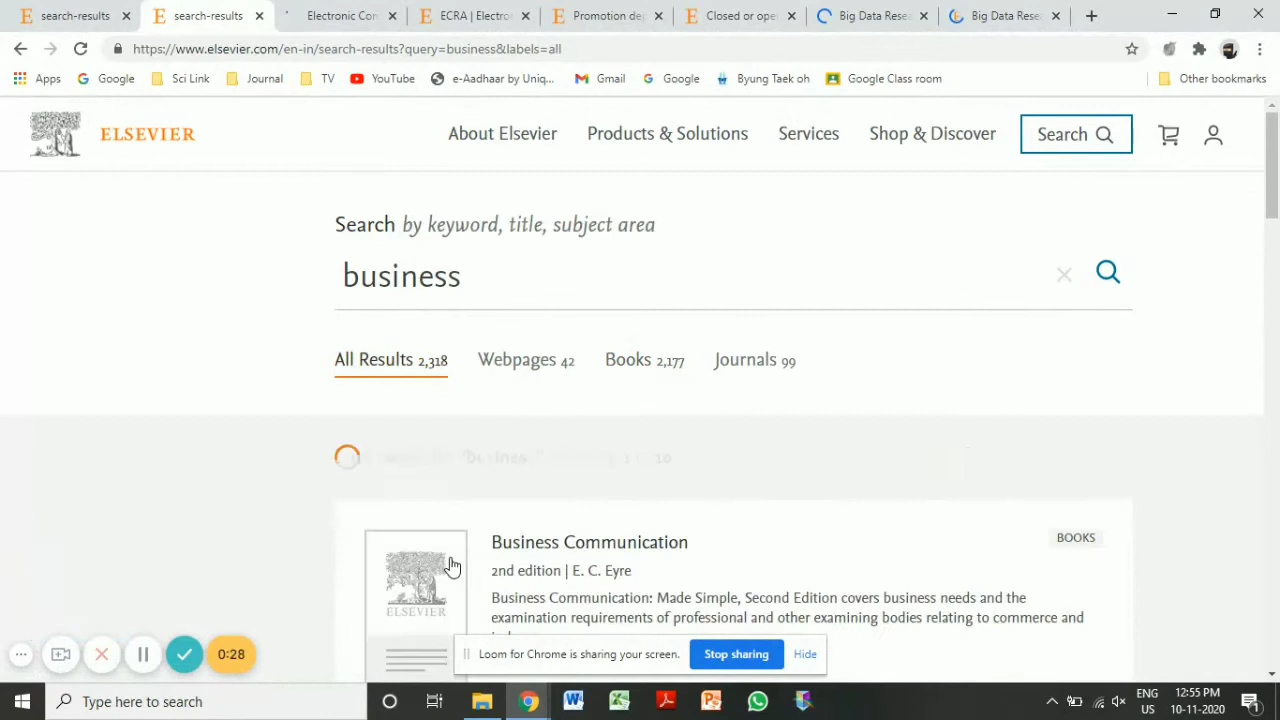 search-results
search-results
Electronic Con
ECRA | Electro
Promotion de
Closed or ope
Big Data Rese
Big Data Rese
https://www.elsevier.com/en-in/search-results?query=business&labels=all
Apps
Google
Sci Link
Journal
TV
YouTube
e-Aadhaar by Uniq...
Gmail
Google
Byung Taek oh
Google Class room
Other bookmarks
ELSEVIER
About Elsevier
Products & Solutions
Services
Shop & Discover
Search
Search by keyword, title, subject area
business
All Results 2,318
Webpages 42
Books 2,177
Journals 99
Business Communication
BOOKS
2nd edition | E. C. Eyre
Business Communication: Made Simple, Second Edition covers business needs and the
examination requirements of professional and other examining bodies relating to commerce and
ELSEVIER
0:28
Loom for Chrome is sharing your screen.
Stop sharing
Hide
Type here to search
ENG
US
12:55 PM
10-11-2020
1